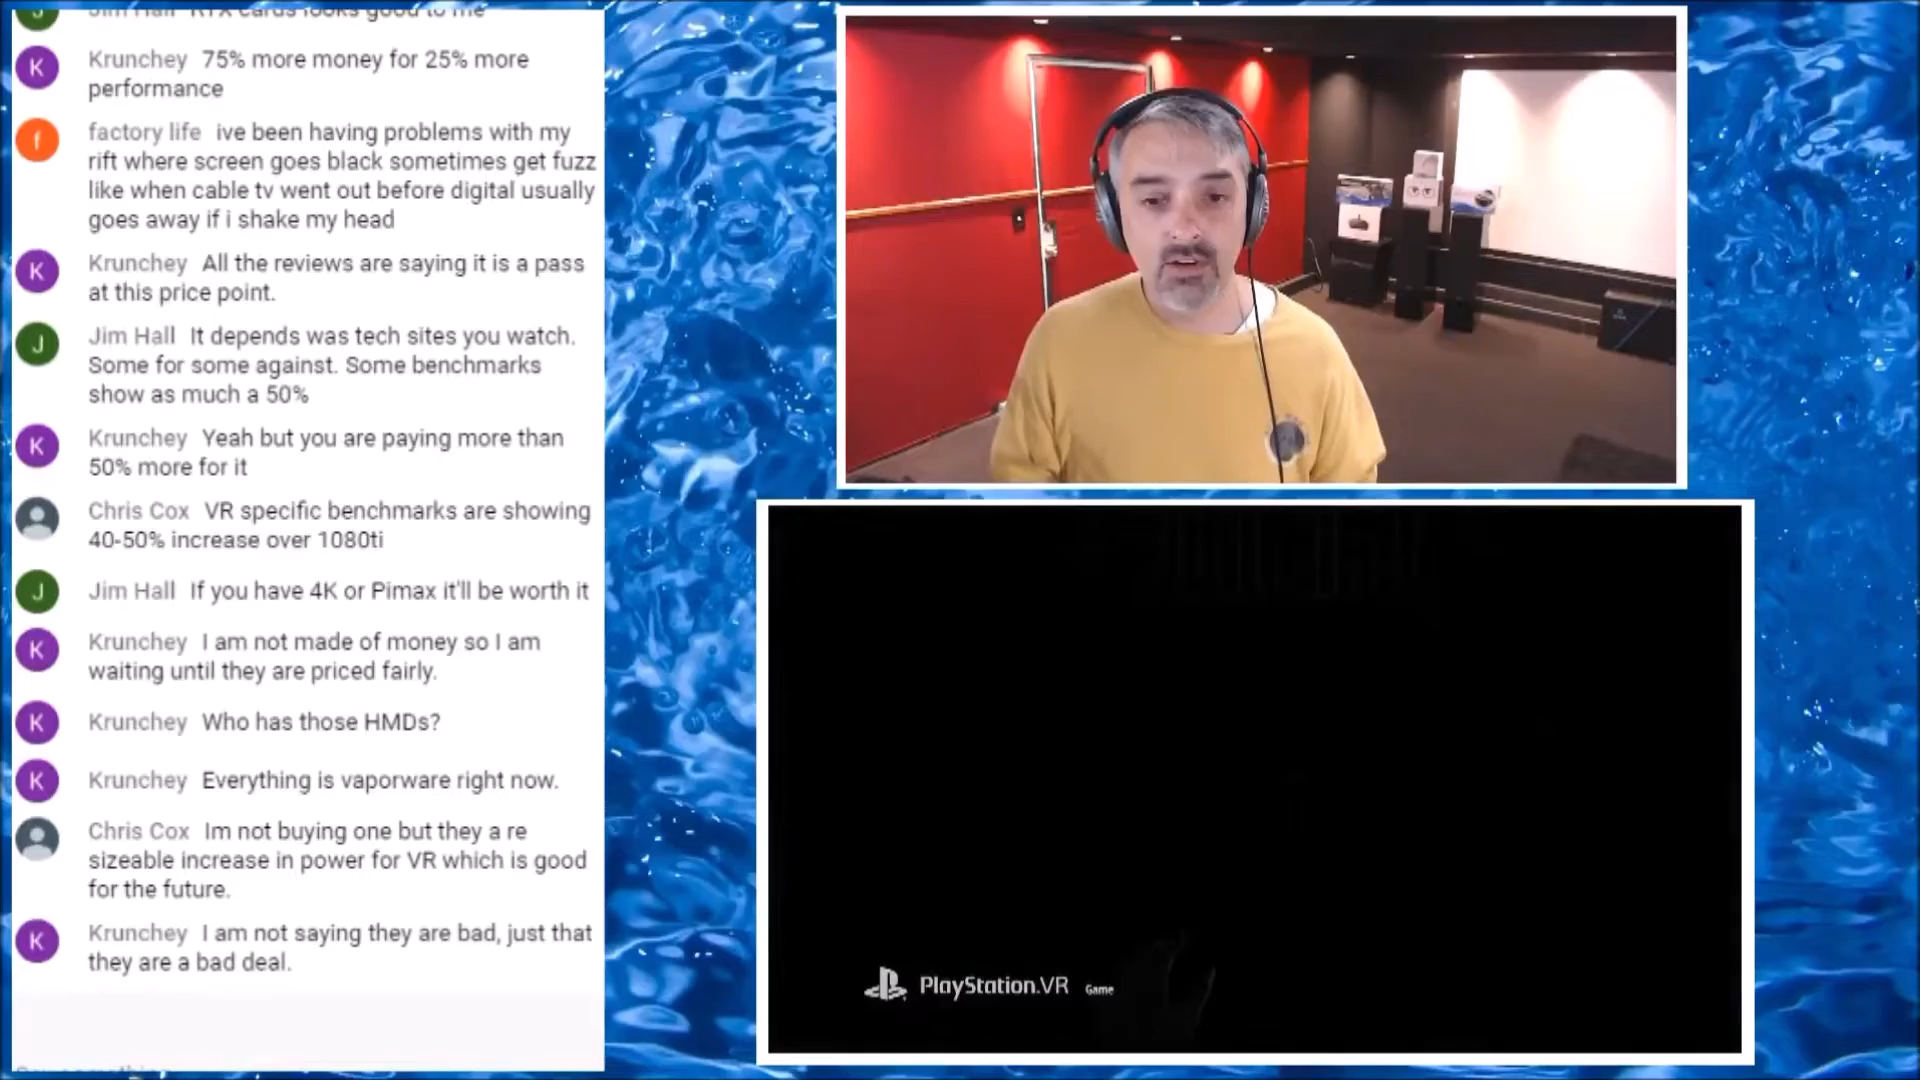 Jim Hall RTX cards looks good to me
Krunchey 75% more money for 25% more
performance
factory life ive been having problems with my
rift where screen goes black sometimes get fuzz
like when cable tv went out before digital usually
goes away if i shake my head
Krunchey All the reviews are saying it is a pass
at this price point.
Jim Hall It depends was tech sites you watch.
Some for some against. Some benchmarks
show as much a 50%
Krunchey Yeah but you are paying more than
50% more for it
Chris Cox VR specific benchmarks are showing
40-50% increase over 1080ti
Jim Hall If you have 4K or Pimax it'll be worth it
Krunchey I am not made of money so I am
waiting until they are priced fairly.
Krunchey Who has those HMDs?
Krunchey Everything is vaporware right now.
Chris Cox Im not buying one but they a re
sizeable increase in power for VR which is good
for the future.
Krunchey I am not saying they are bad, just that
they are a bad deal.
PlayStation.VR Game